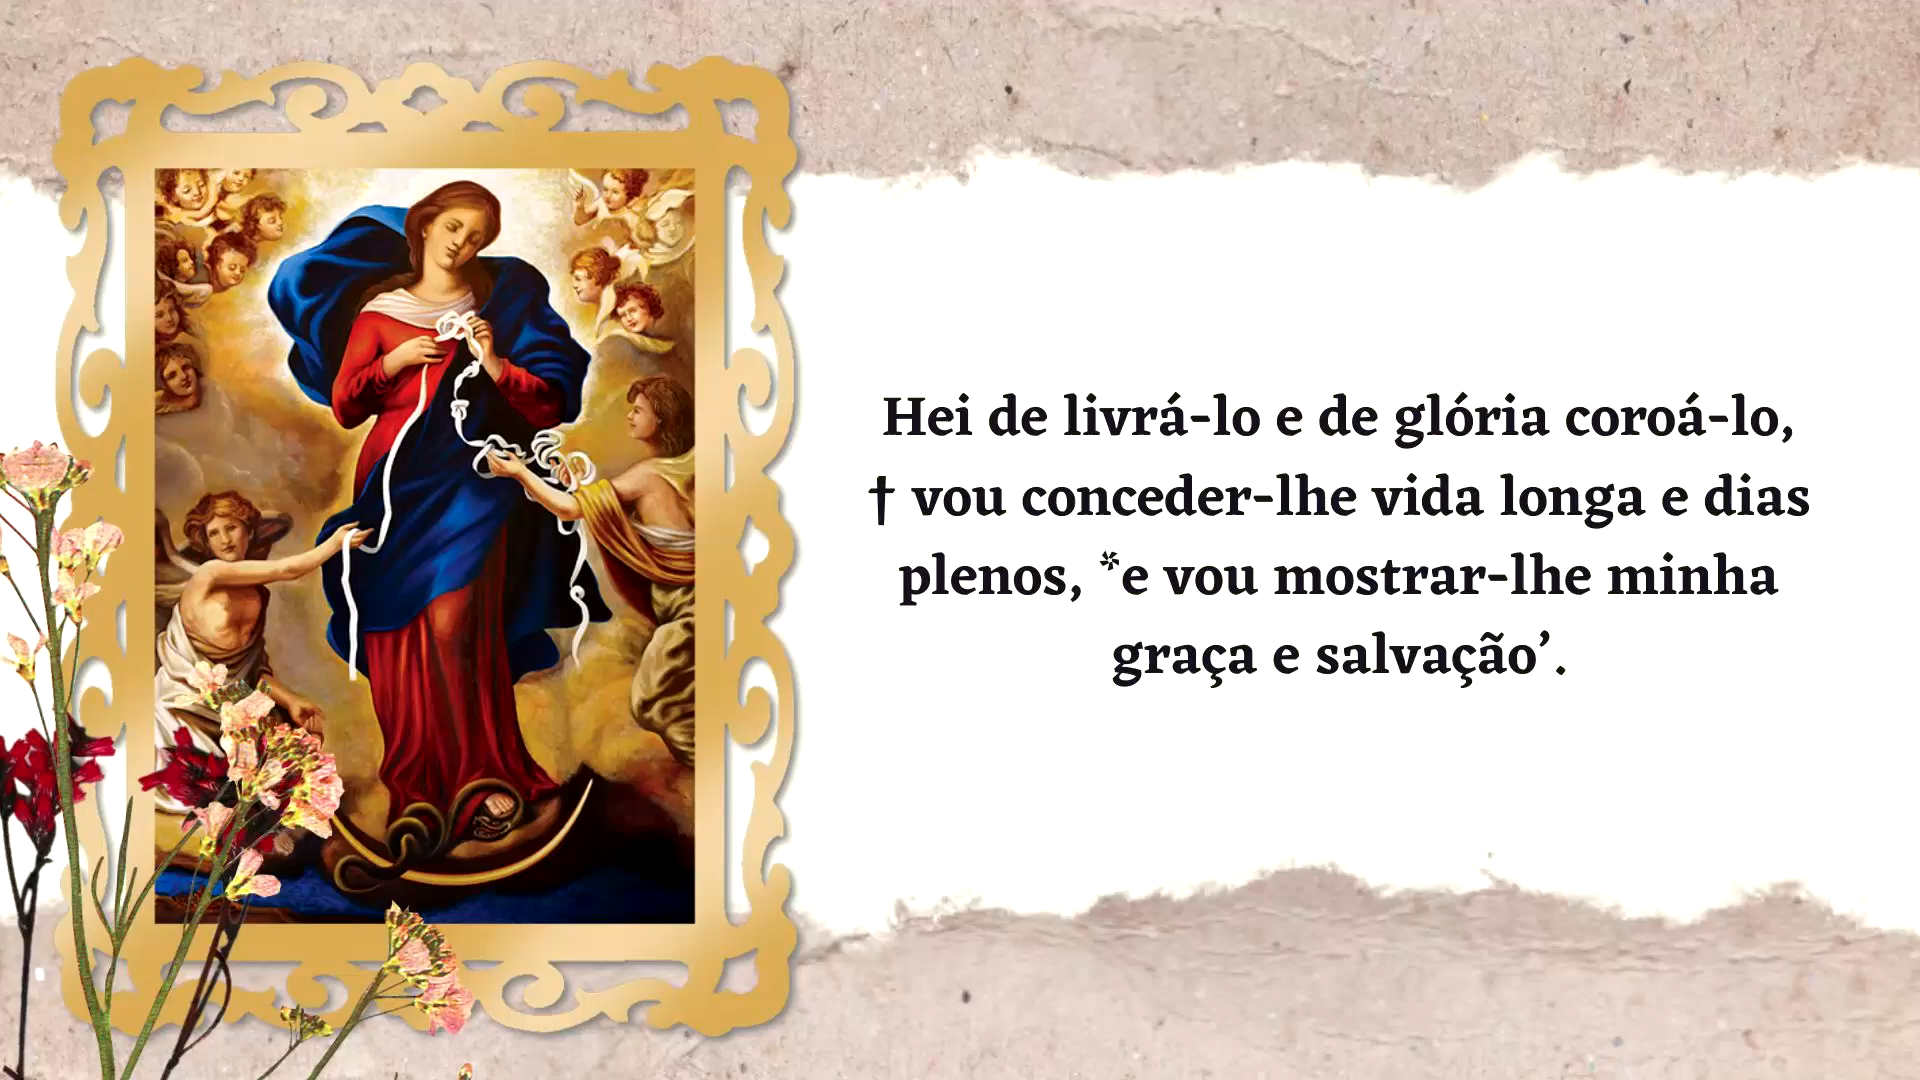 Hei de livrá-lo e de glória coroá-lo,
† vou conceder-lhe vida longa e dias
plenos, *e vou mostrar-lhe minha
graça e salvação’.